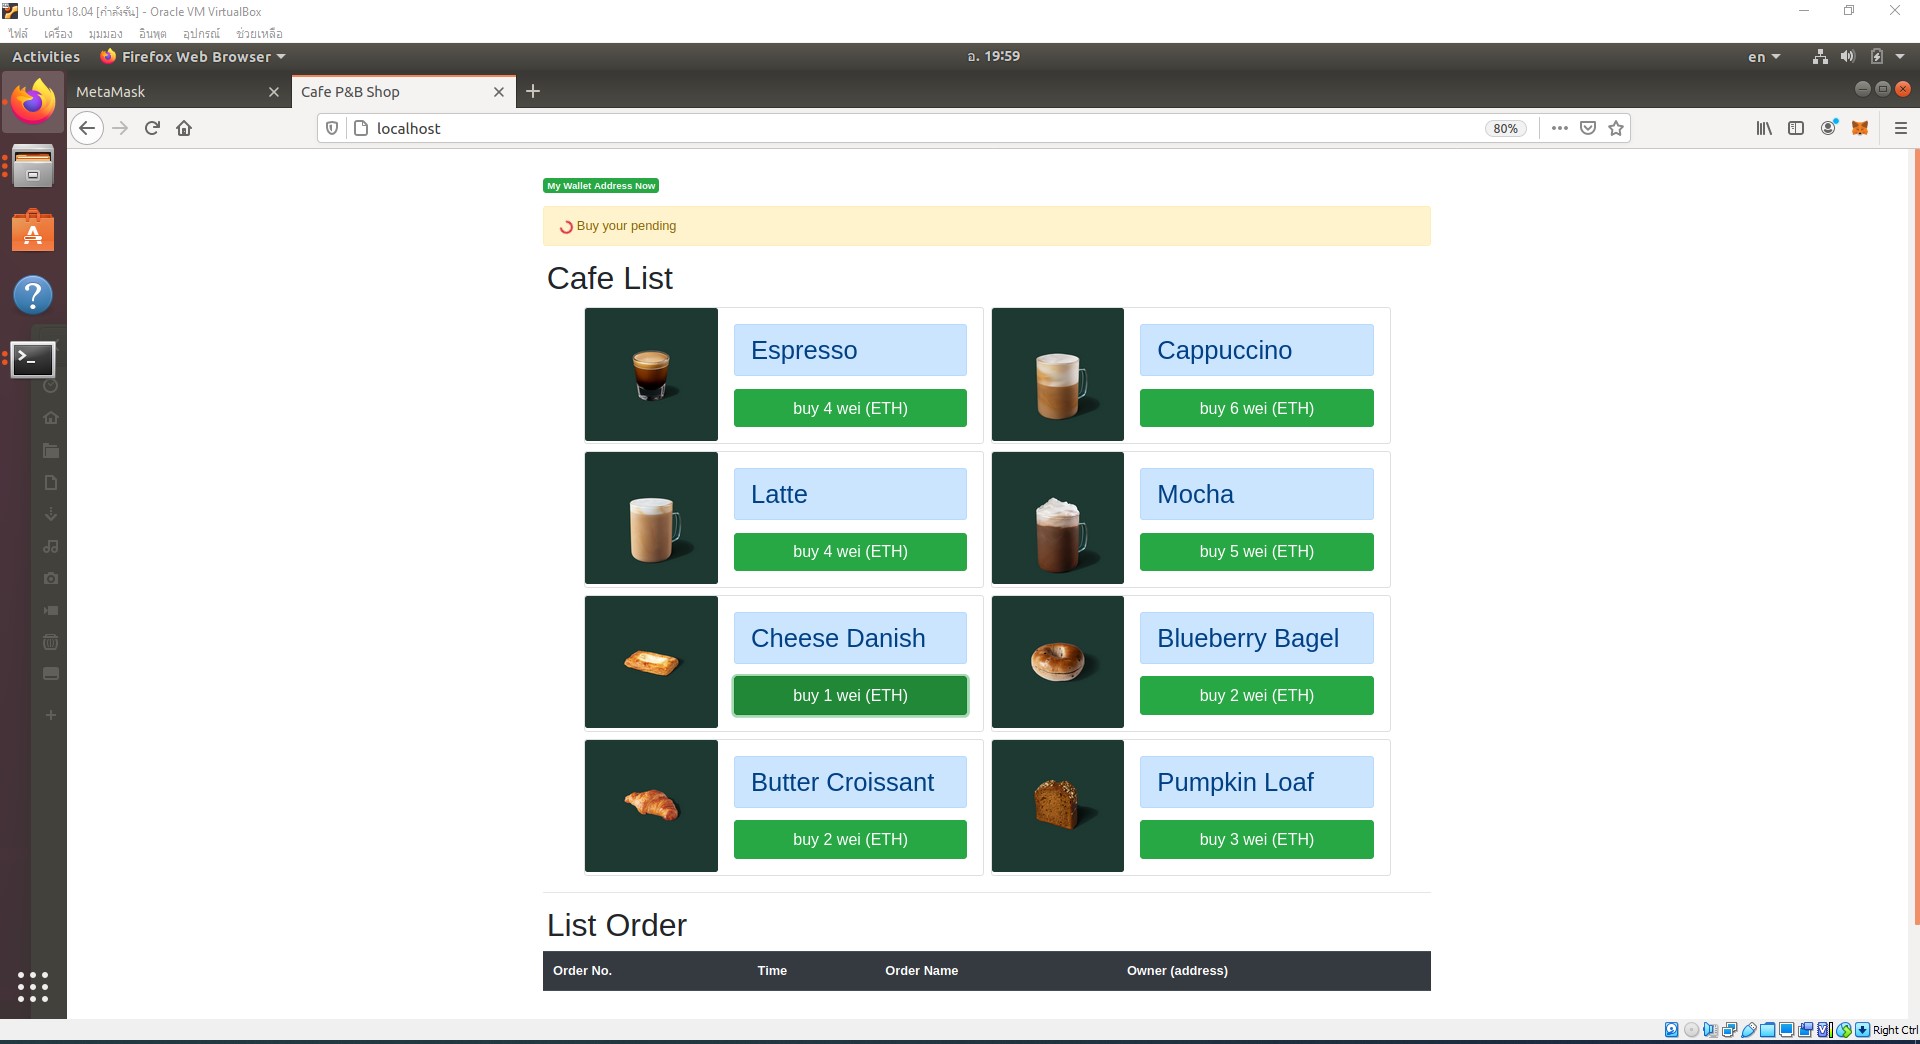 Ubuntu 18.04 [กำลังรัน] - Oracle VM VirtualBox
ไฟล์ เครื่อง มุมมอง อินพุต อุปกรณ์ ช่วยเหลือ
Activities Firefox Web Browser อ. 19:59 en
MetaMask Cafe P&B Shop
localhost 80%
My Wallet Address Now
Buy your pending
Cafe List
Espresso Cappuccino
buy 4 wei (ETH) buy 6 wei (ETH)
Latte Mocha
buy 4 wei (ETH) buy 5 wei (ETH)
Cheese Danish Blueberry Bagel
buy 1 wei (ETH) buy 2 wei (ETH)
Butter Croissant Pumpkin Loaf
buy 2 wei (ETH) buy 3 wei (ETH)
List Order
Order No. Time Order Name Owner (address)
Right Ctrl